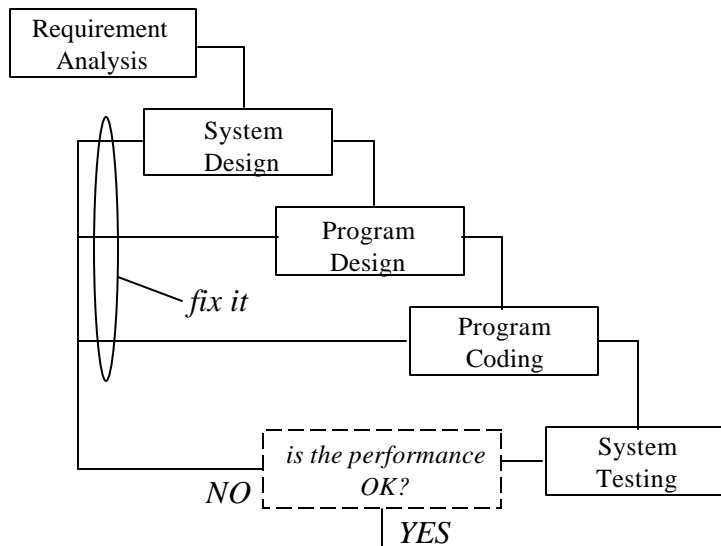 Requirement
Analysis
System
Design
Program
Design
fix it
Program
Coding
is the performance
OK?
System
Testing
NO
YES